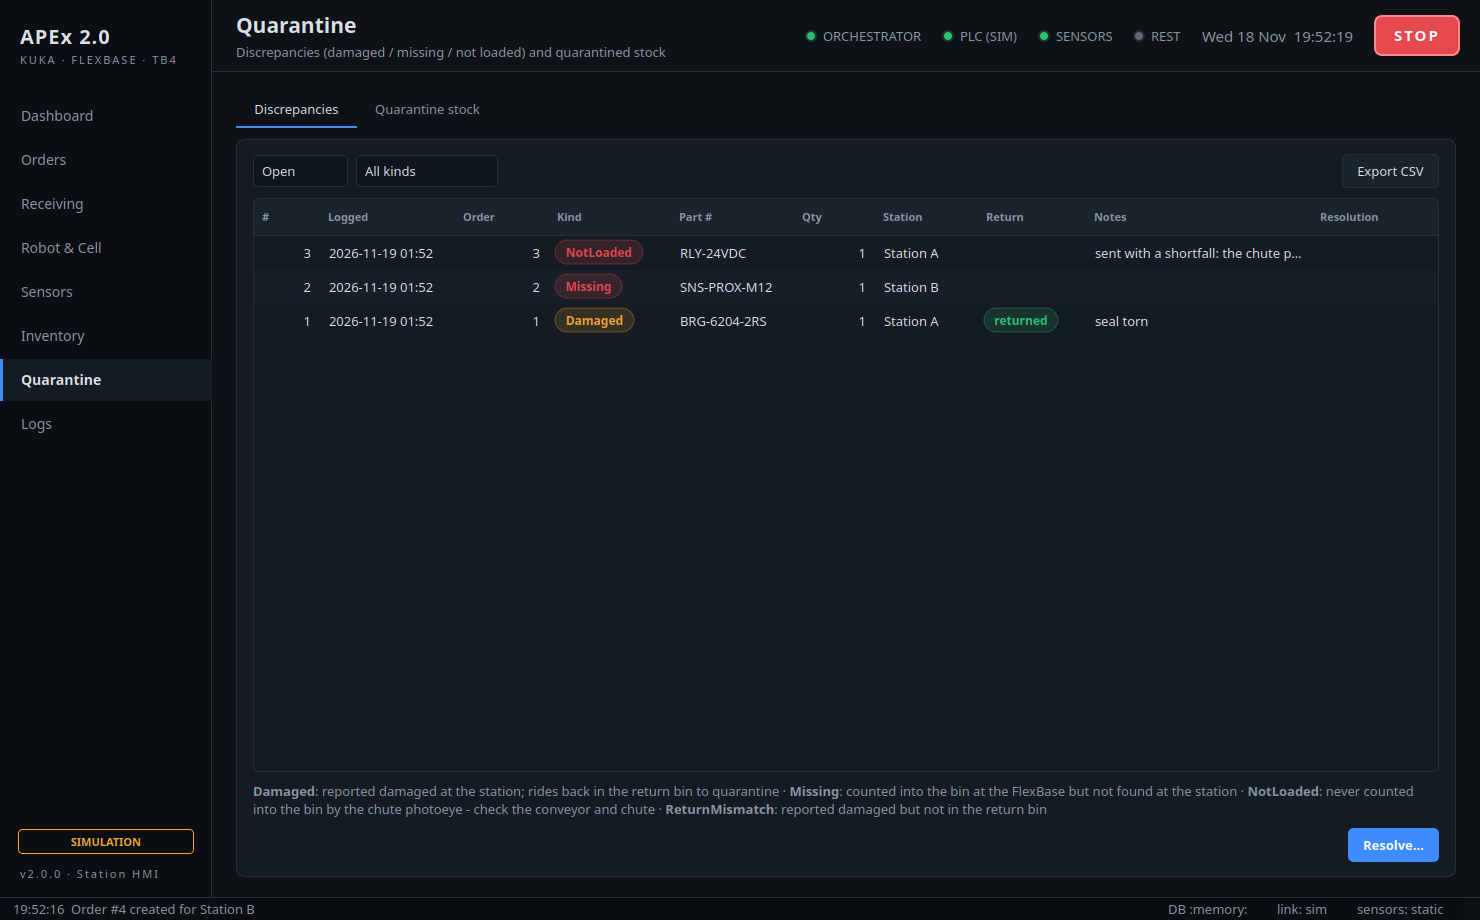 APEx 2.0
KUKA · FLEXBASE · TB4
Dashboard
Orders
Receiving
Robot & Cell
Sensors
Inventory
Quarantine
Logs
SIMULATION
v2.0.0 · Station HMI
Quarantine
Discrepancies (damaged / missing / not loaded) and quarantined stock
ORCHESTRATOR PLC (SIM) SENSORS REST Wed 18 Nov 19:52:19 STOP
Discrepancies Quarantine stock
Open All kinds Export CSV
# Logged Order Kind Part # Qty Station Return Notes Resolution
3 2026-11-19 01:52 3 NotLoaded RLY-24VDC 1 Station A sent with a shortfall: the chute p...
2 2026-11-19 01:52 2 Missing SNS-PROX-M12 1 Station B
1 2026-11-19 01:52 1 Damaged BRG-6204-2RS 1 Station A returned seal torn
Damaged: reported damaged at the station; rides back in the return bin to quarantine · Missing: counted into the bin at the FlexBase but not found at the station · NotLoaded: never counted
into the bin by the chute photoeye - check the conveyor and chute · ReturnMismatch: reported damaged but not in the return bin
Resolve...
19:52:16 Order #4 created for Station B DB :memory: link: sim sensors: static